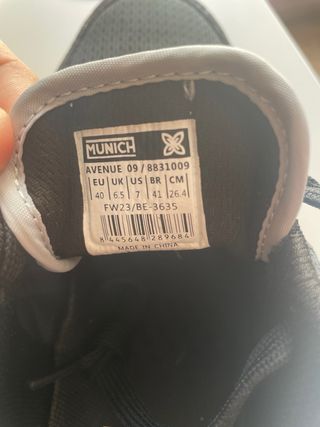 MUNICH
AVENUE 09 / 8831009
EU UK US BR CM
40 6.5 7 41 26.4
FW23/BE-3635
8 445648 289684
MADE IN CHINA